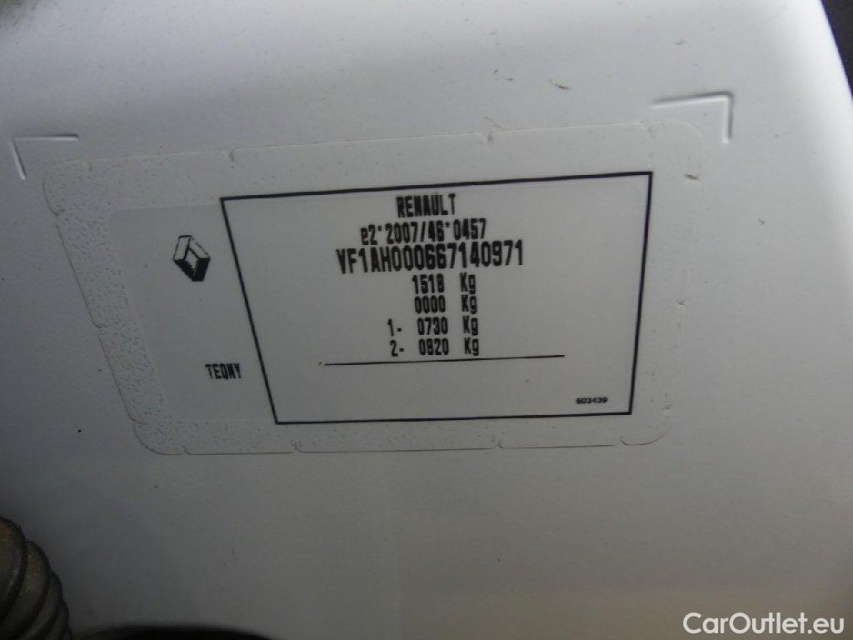 RENAULT
e2*2007/46*0457
VF1AH000667140971
1518 Kg
0000 Kg
1- 0730 Kg
2- 0820 Kg
TEQNY
603439
CarOutlet.eu